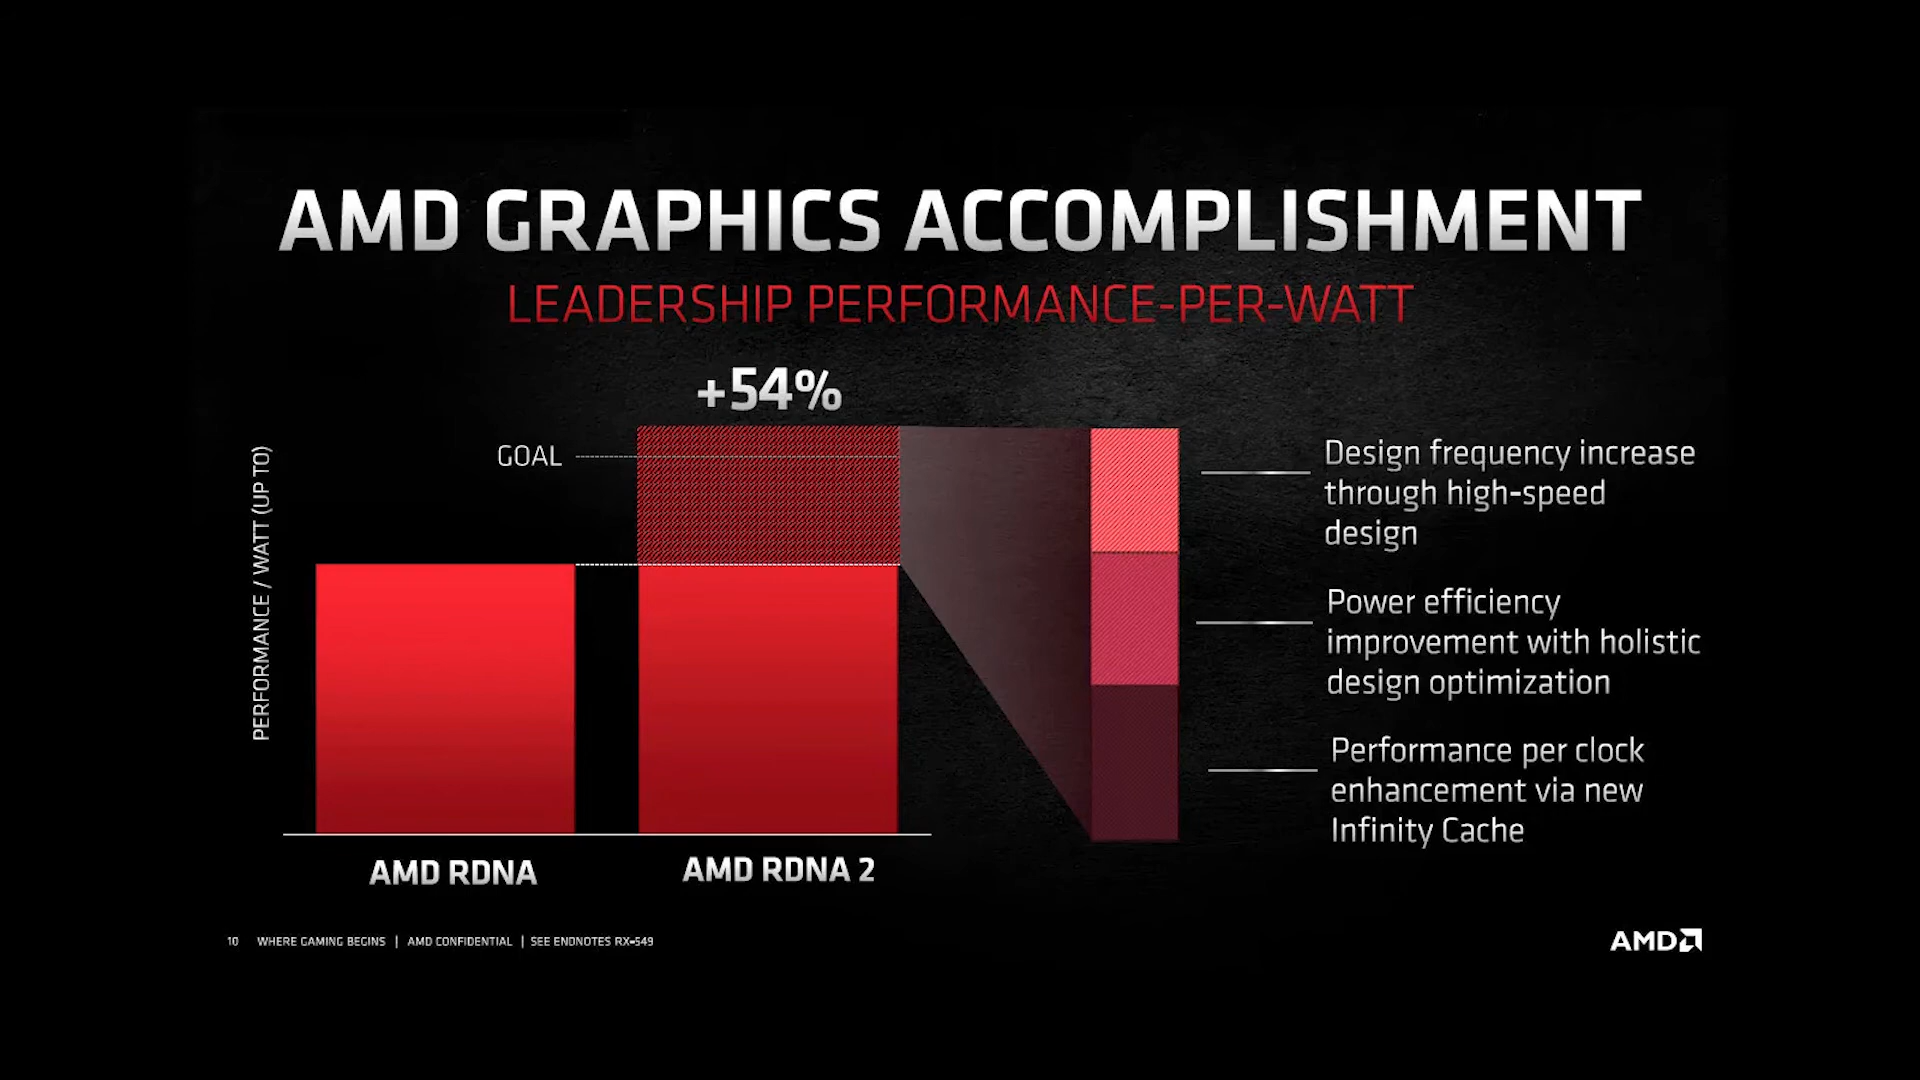 AMD GRAPHICS ACCOMPLISHMENT
LEADERSHIP PERFORMANCE-PER-WATT
+54%
GOAL
PERFORMANCE / WATT (UP TO)
Design frequency increase
through high-speed
design
Power efficiency
improvement with holistic
design optimization
Performance per clock
enhancement via new
Infinity Cache
AMD RDNA
AMD RDNA 2
10 WHERE GAMING BEGINS | AMD CONFIDENTIAL | SEE ENDNOTES RX-549
AMD